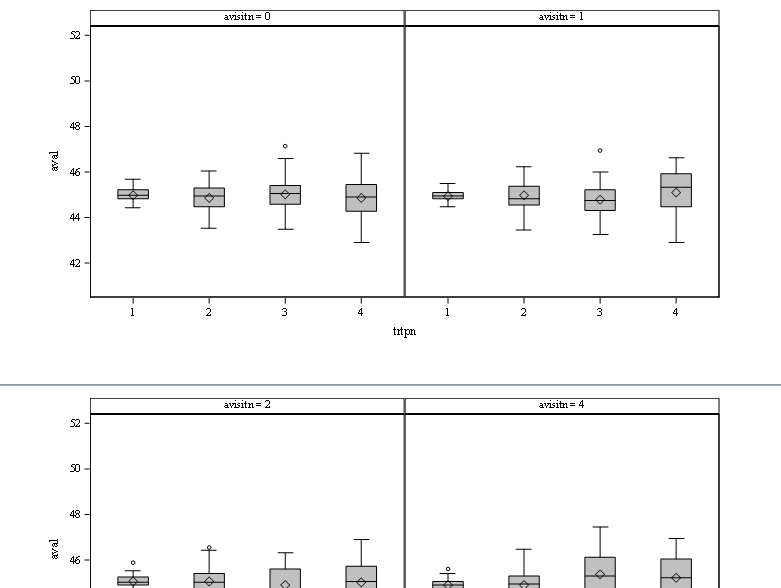 avisitn = 0 avisitn = 1
52
50
48
46
44
42
aval
1 2 3 4 1 2 3 4
trtpn
avisitn = 2 avisitn = 4
52
50
48
46
aval